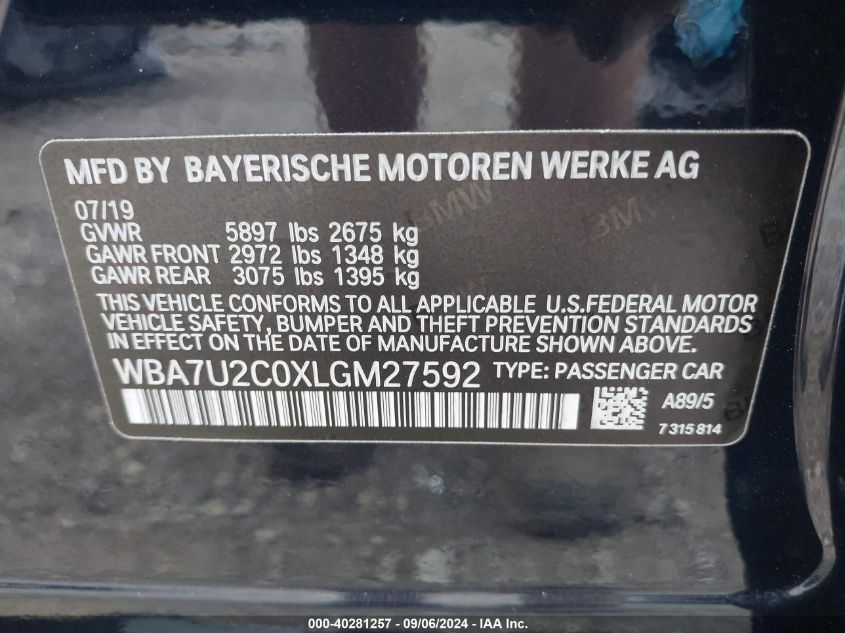 MFD BY BAYERISCHE MOTOREN WERKE AG
07/19
GVWR 5897 lbs 2675 kg
GAWR FRONT 2972 lbs 1348 kg
GAWR REAR 3075 lbs 1395 kg
THIS VEHICLE CONFORMS TO ALL APPLICABLE U.S.FEDERAL MOTOR
VEHICLE SAFETY, BUMPER AND THEFT PREVENTION STANDARDS
IN EFFECT ON THE DATE OF MANUFACTURE SHOWN ABOVE.
WBA7U2C0XLGM27592 TYPE: PASSENGER CAR
A89/5
7315814
000-40281257 - 09/06/2024 - © IAA Inc.